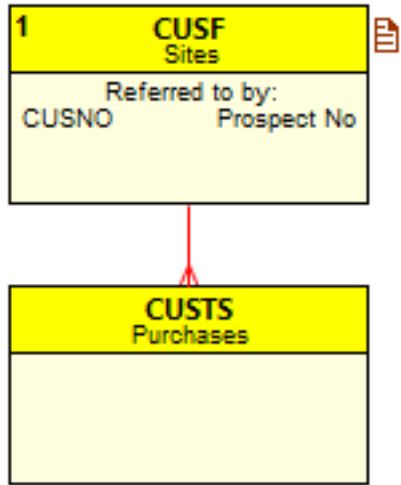 1 CUSF
Sites
Referred to by:
CUSNO Prospect No
CUSTS
Purchases